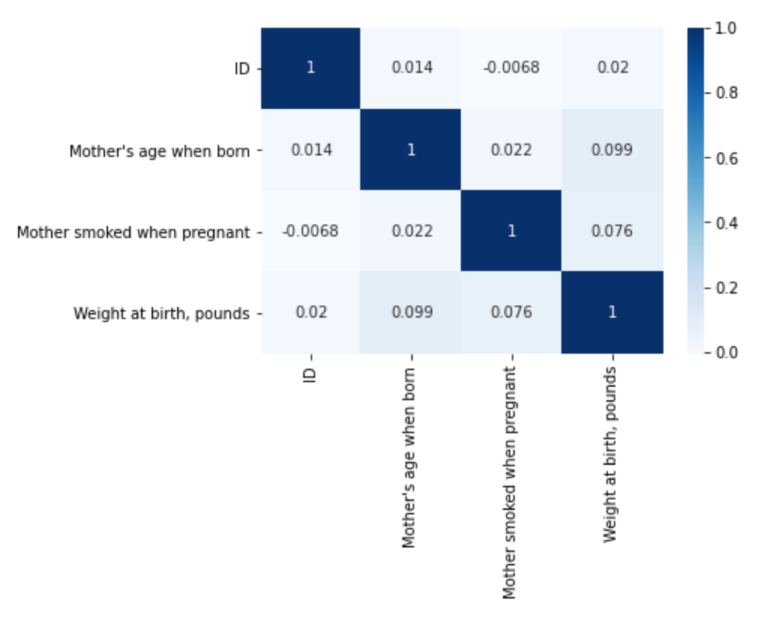 1.0
ID 1 0.014 -0.0068 0.02
0.8
Mother's age when born 0.014 1 0.022 0.099
0.6
Mother smoked when pregnant -0.0068 0.022 1 0.076
0.4
0.2
Weight at birth, pounds 0.02 0.099 0.076 1
0.0
ID
Mother's age when born
Mother smoked when pregnant
Weight at birth, pounds